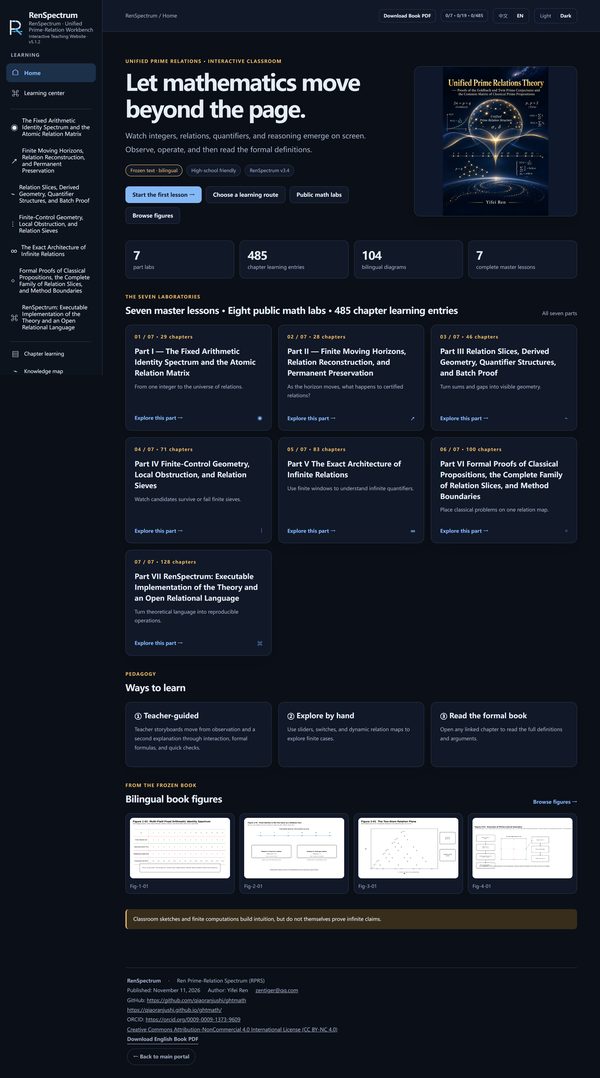 RenSpectrum
RenSpectrum · Unified
Prime-Relation Workbench
Interactive Teaching Website
v5.1.2
LEARNING
Home
Learning center
The Fixed Arithmetic
Identity Spectrum and the
Atomic Relation Matrix
Finite Moving Horizons,
Relation Reconstruction,
and Permanent
Preservation
Relation Slices, Derived
Geometry, Quantifier
Structures, and Batch Proof
Finite-Control Geometry,
Local Obstruction, and
Relation Sieves
The Exact Architecture of
Infinite Relations
Formal Proofs of Classical
Propositions, the Complete
Family of Relation Slices,
and Method Boundaries
RenSpectrum: Executable
Implementation of the
Theory and an Open
Relational Language
Chapter learning
Knowledge map
RenSpectrum / Home
Download Book PDF
0/7 · 0/19 · 0/485
中文 EN
Light Dark
UNIFIED PRIME RELATIONS • INTERACTIVE CLASSROOM
Let mathematics move
beyond the page.
Watch integers, relations, quantifiers, and reasoning emerge on screen.
Observe, operate, and then read the formal definitions.
Frozen text · bilingual
High-school friendly
RenSpectrum v3.4
Start the first lesson →
Choose a learning route
Public math labs
Browse figures
Unified Prime Relations Theory
Unified
Prime Relation Structure
Yifei Ren
7
part labs
485
chapter learning entries
104
bilingual diagrams
7
complete master lessons
THE SEVEN LABORATORIES
Seven master lessons • Eight public math labs • 485 chapter learning entries
All seven parts
01 / 07 • 29 chapters
Part I — The Fixed Arithmetic
Identity Spectrum and the Atomic
Relation Matrix
From one integer to the universe of relations.
Explore this part →
02 / 07 • 28 chapters
Part II — Finite Moving Horizons,
Relation Reconstruction, and
Permanent Preservation
As the horizon moves, what happens to certified
relations?
Explore this part →
03 / 07 • 46 chapters
Part III Relation Slices, Derived
Geometry, Quantifier Structures,
and Batch Proof
Turn sums and gaps into visible geometry.
Explore this part →
04 / 07 • 71 chapters
Part IV Finite-Control Geometry,
Local Obstruction, and Relation
Sieves
Watch candidates survive or fail finite sieves.
Explore this part →
05 / 07 • 83 chapters
Part V The Exact Architecture of
Infinite Relations
Use finite windows to understand infinite quantifiers.
Explore this part →
06 / 07 • 100 chapters
Part VI Formal Proofs of Classical
Propositions, the Complete Family
of Relation Slices, and Method
Boundaries
Place classical problems on one relation map.
Explore this part →
07 / 07 • 128 chapters
Part VII RenSpectrum: Executable
Implementation of the Theory and
an Open Relational Language
Turn theoretical language into reproducible
operations.
Explore this part →
PEDAGOGY
Ways to learn
① Teacher-guided
Teacher storyboards move from observation and a
second explanation through interaction, formal
formulas, and quick checks.
② Explore by hand
Use sliders, switches, and dynamic relation maps to
explore finite cases.
③ Read the formal book
Open any linked chapter to read the full definitions
and arguments.
FROM THE FROZEN BOOK
Bilingual book figures
Browse figures →
Fig-1-01
Fig-2-01
Fig-3-01
Fig-4-01
Classroom sketches and finite computations build intuition, but do not themselves prove infinite claims.
RenSpectrum · Ren Prime-Relation Spectrum (RPRS)
Published: November 11, 2026 Author: Yifei Ren zentiger@qq.com
GitHub: https://github.com/qiaoranjushi/ghtmath
https://qiaoranjushi.github.io/ghtmath/
ORCID: https://orcid.org/0009-0009-1373-9609
Creative Commons Attribution-NonCommercial 4.0 International License (CC BY-NC 4.0)
Download English Book PDF
← Back to main portal